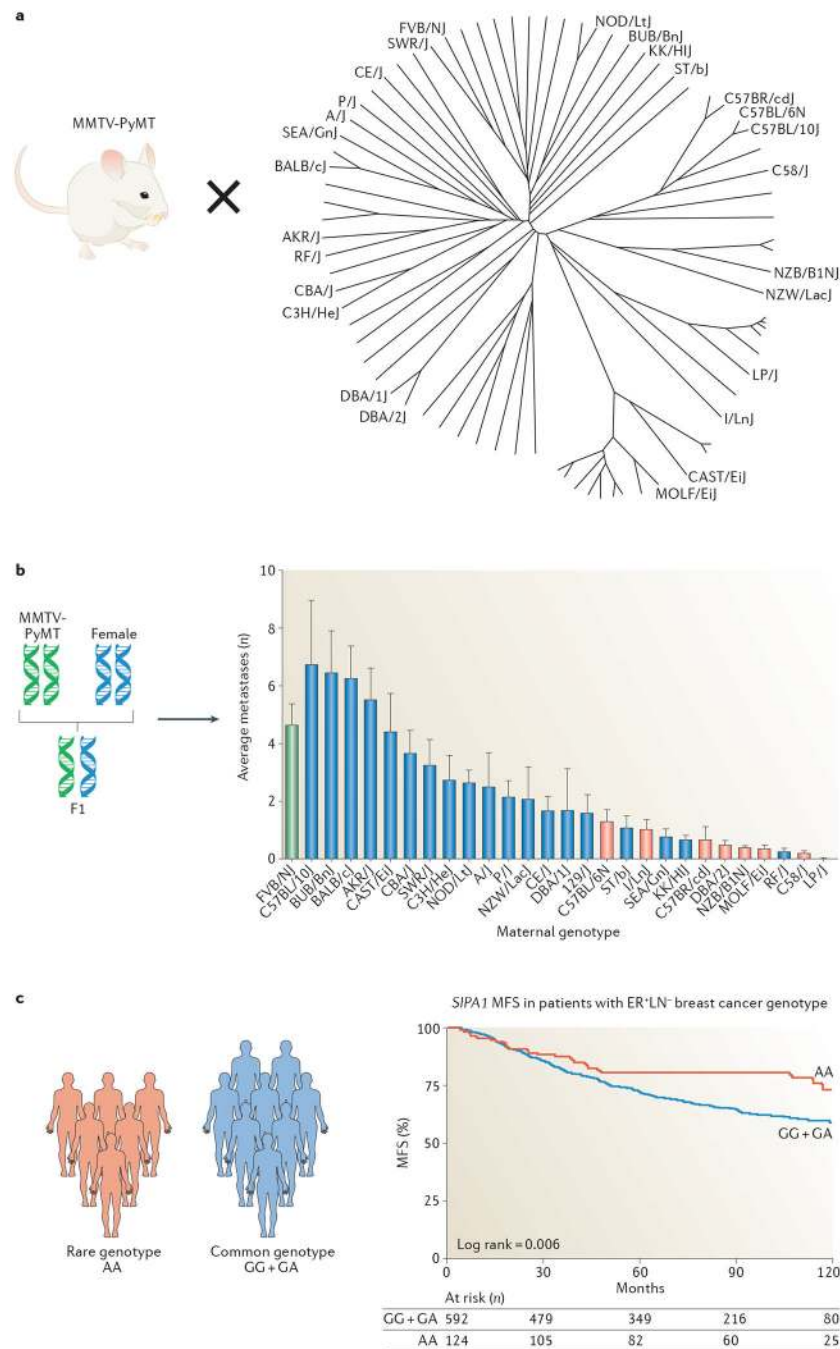 a
MMTV-PyMT
FVB/NJ
SWR/J
CE/J
P/J
A/J
SEA/GnJ
BALB/cJ
AKR/J
RF/J
CBA/J
C3H/HeJ
DBA/1J
DBA/2J
NOD/LtJ
BUB/BnJ
KK/HIJ
ST/bJ
C57BR/cdJ
C57BL/6N
C57BL/10J
C58/J
NZB/B1NJ
NZW/LacJ
LP/J
I/LnJ
CAST/EiJ
MOLF/EiJ
b
MMTV-
PyMT
Female
F1
Average metastases (n)
10
8
6
4
2
0
FVB/NJ
C57BL/10J
BUB/BnJ
BALB/cJ
AKR/J
CAST/EiJ
CBA/J
SWR/J
C3H/HeJ
NOD/LtJ
A/J
P/J
NZW/LacJ
CE/J
DBA/1J
129/J
C57BL/6N
ST/bJ
I/LnJ
SEA/GnJ
KK/HIJ
C57BR/cdJ
DBA/2J
NZB/B1NJ
MOLF/EiJ
RF/J
C58/J
LP/J
Maternal genotype
c
Rare genotype
AA
Common genotype
GG + GA
SIPA1 MFS in patients with ER⁺LN⁻ breast cancer genotype
MFS (%)
100
75
50
25
0
AA
GG + GA
Log rank = 0.006
0 30 60 90 120
Months
At risk (n)
GG + GA 592 479 349 216 80
AA 124 105 82 60 25